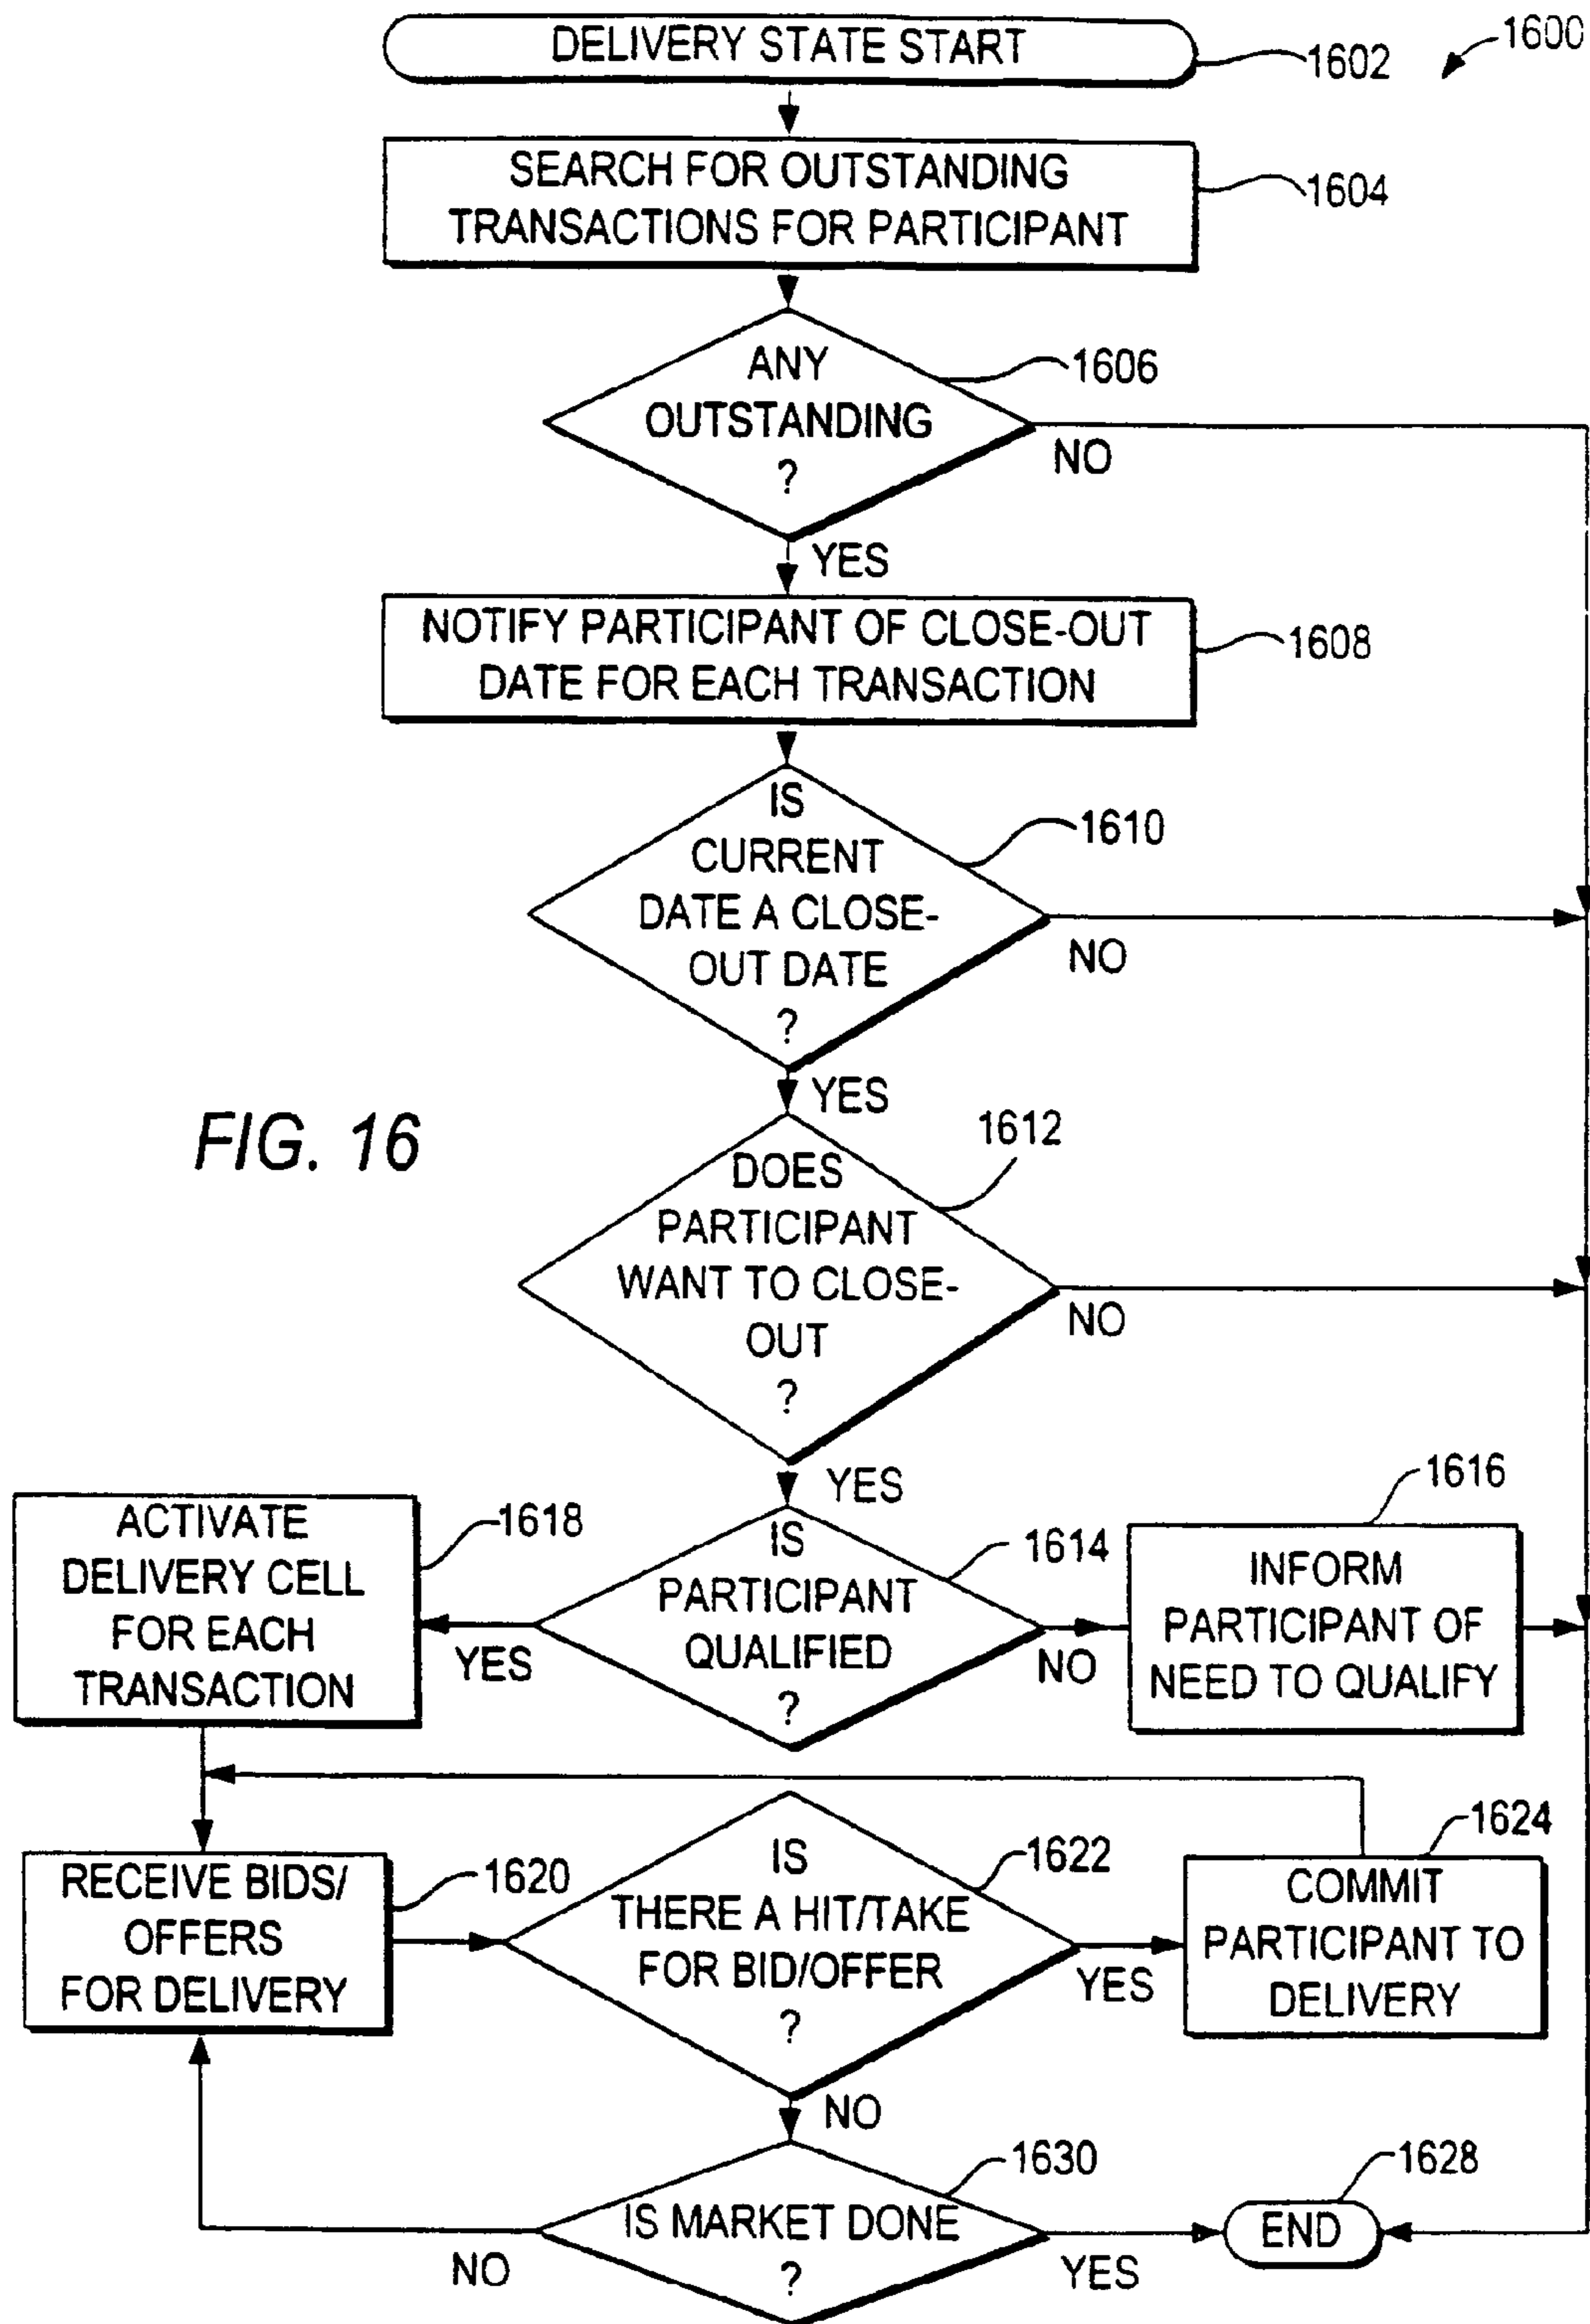 DELIVERY STATE START
1602
1600
SEARCH FOR OUTSTANDING
TRANSACTIONS FOR PARTICIPANT
1604
ANY
OUTSTANDING
?
1606
NO
YES
NOTIFY PARTICIPANT OF CLOSE-OUT
DATE FOR EACH TRANSACTION
1608
IS
CURRENT
DATE A CLOSE-
OUT DATE
?
1610
NO
YES
FIG. 16
DOES
PARTICIPANT
WANT TO CLOSE-
OUT
?
1612
NO
YES
ACTIVATE
DELIVERY CELL
FOR EACH
TRANSACTION
1618
IS
PARTICIPANT
QUALIFIED
?
1614
YES
NO
INFORM
PARTICIPANT OF
NEED TO QUALIFY
1616
RECEIVE BIDS/
OFFERS
FOR DELIVERY
1620
IS
THERE A HIT/TAKE
FOR BID/OFFER
?
1622
YES
NO
COMMIT
PARTICIPANT TO
DELIVERY
1624
IS MARKET DONE
?
1630
NO
YES
END
1628